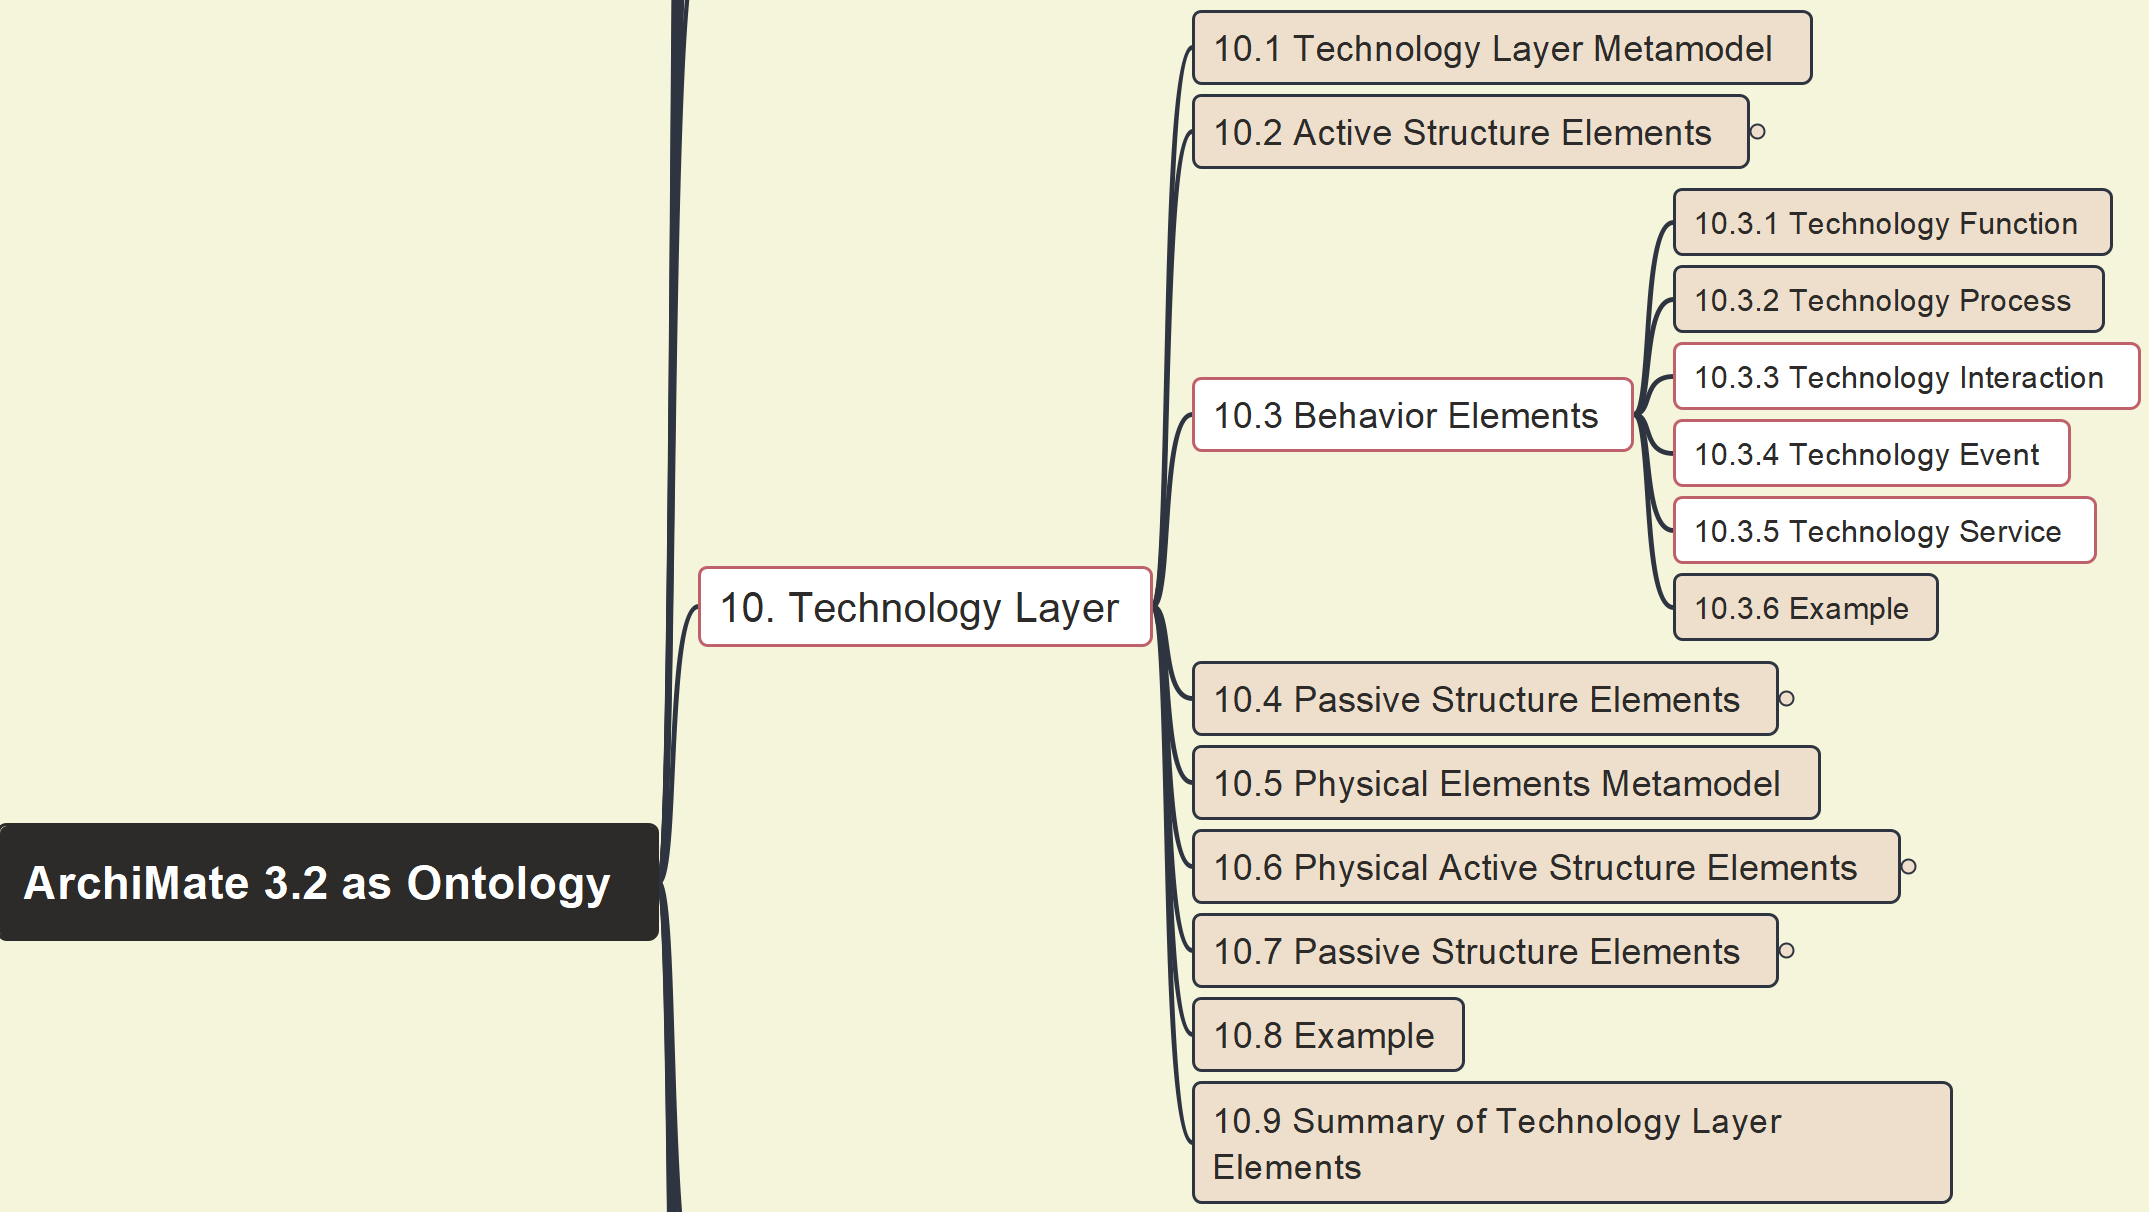 10.1 Technology Layer Metamodel
10.2 Active Structure Elements
10.3.1 Technology Function
10.3.2 Technology Process
10.3.3 Technology Interaction
10.3 Behavior Elements
10.3.4 Technology Event
10.3.5 Technology Service
10. Technology Layer
10.3.6 Example
10.4 Passive Structure Elements
10.5 Physical Elements Metamodel
ArchiMate 3.2 as Ontology
10.6 Physical Active Structure Elements
10.7 Passive Structure Elements
10.8 Example
10.9 Summary of Technology Layer
Elements